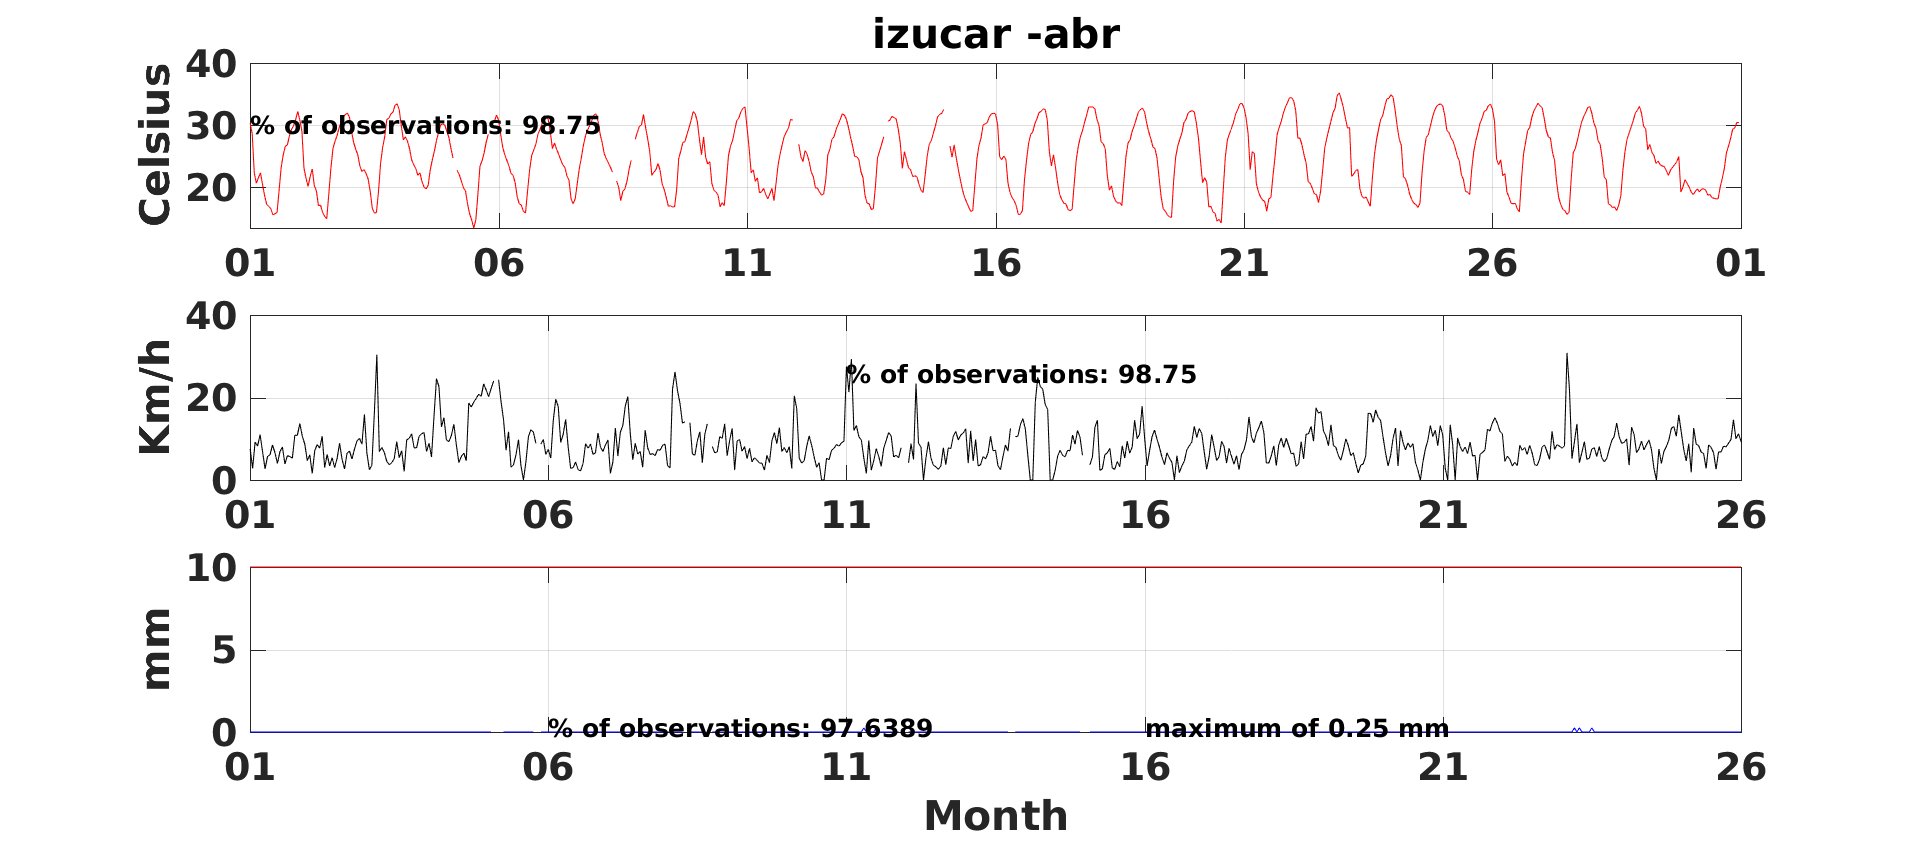 izucar -abr
Celsius
40
30
20
% of observations: 98.75
01 06 11 16 21 26 01
Km/h
40
20
0
% of observations: 98.75
01 06 11 16 21 26
mm
10
5
0
% of observations: 97.6389
maximum of 0.25 mm
01 06 11 16 21 26
Month